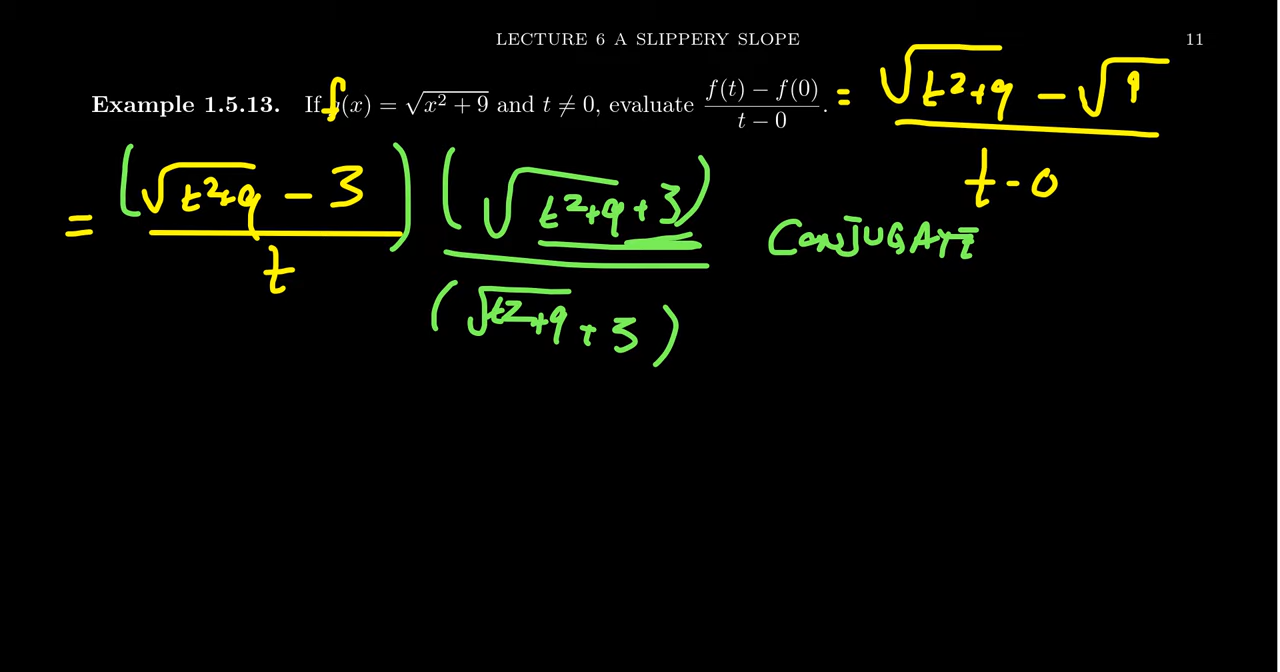 LECTURE 6 A SLIPPERY SLOPE 11
Example 1.5.13. If f(x) = √(x² + 9) and t ≠ 0, evaluate (f(t) − f(0))/(t − 0). = (√(t²+9) − √9)/(t − 0)
= ((√(t²+9) − 3)/t) (√(t²+9) + 3)/(√(t²+9) + 3) CONJUGATE